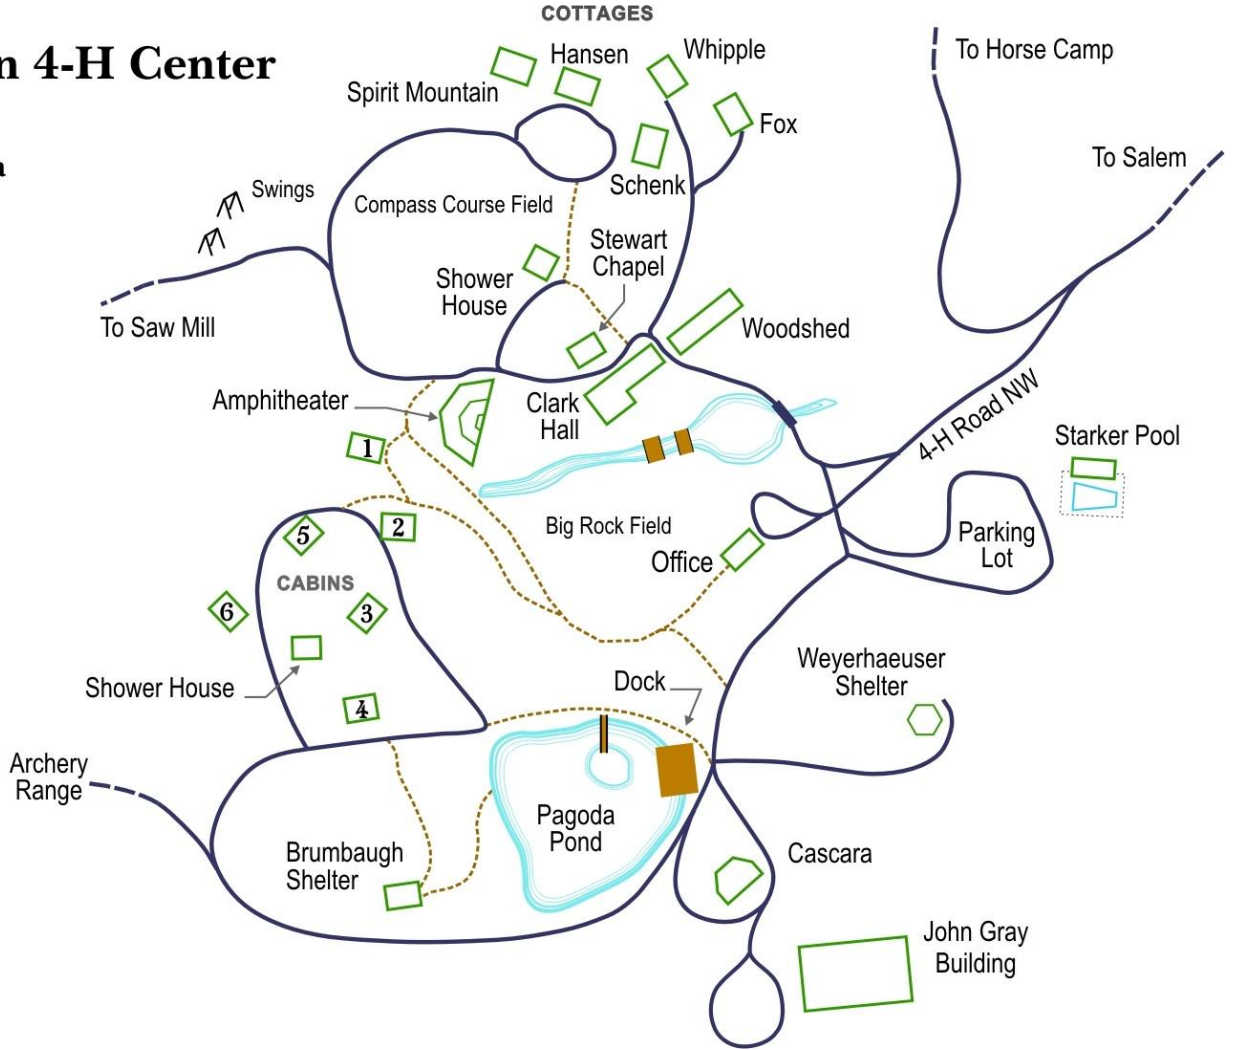 COTTAGES
n 4-H Center
a
Hansen
Whipple
Spirit Mountain
Fox
To Horse Camp
To Salem
Swings
Schenk
Compass Course Field
Stewart
Chapel
Shower
House
To Saw Mill
Woodshed
Amphitheater
Clark
Hall
4-H Road NW
Starker Pool
1
2
5
Big Rock Field
Office
Parking
Lot
CABINS
6
3
Shower House
4
Dock
Weyerhaeuser
Shelter
Archery
Range
Pagoda
Pond
Brumbaugh
Shelter
Cascara
John Gray
Building